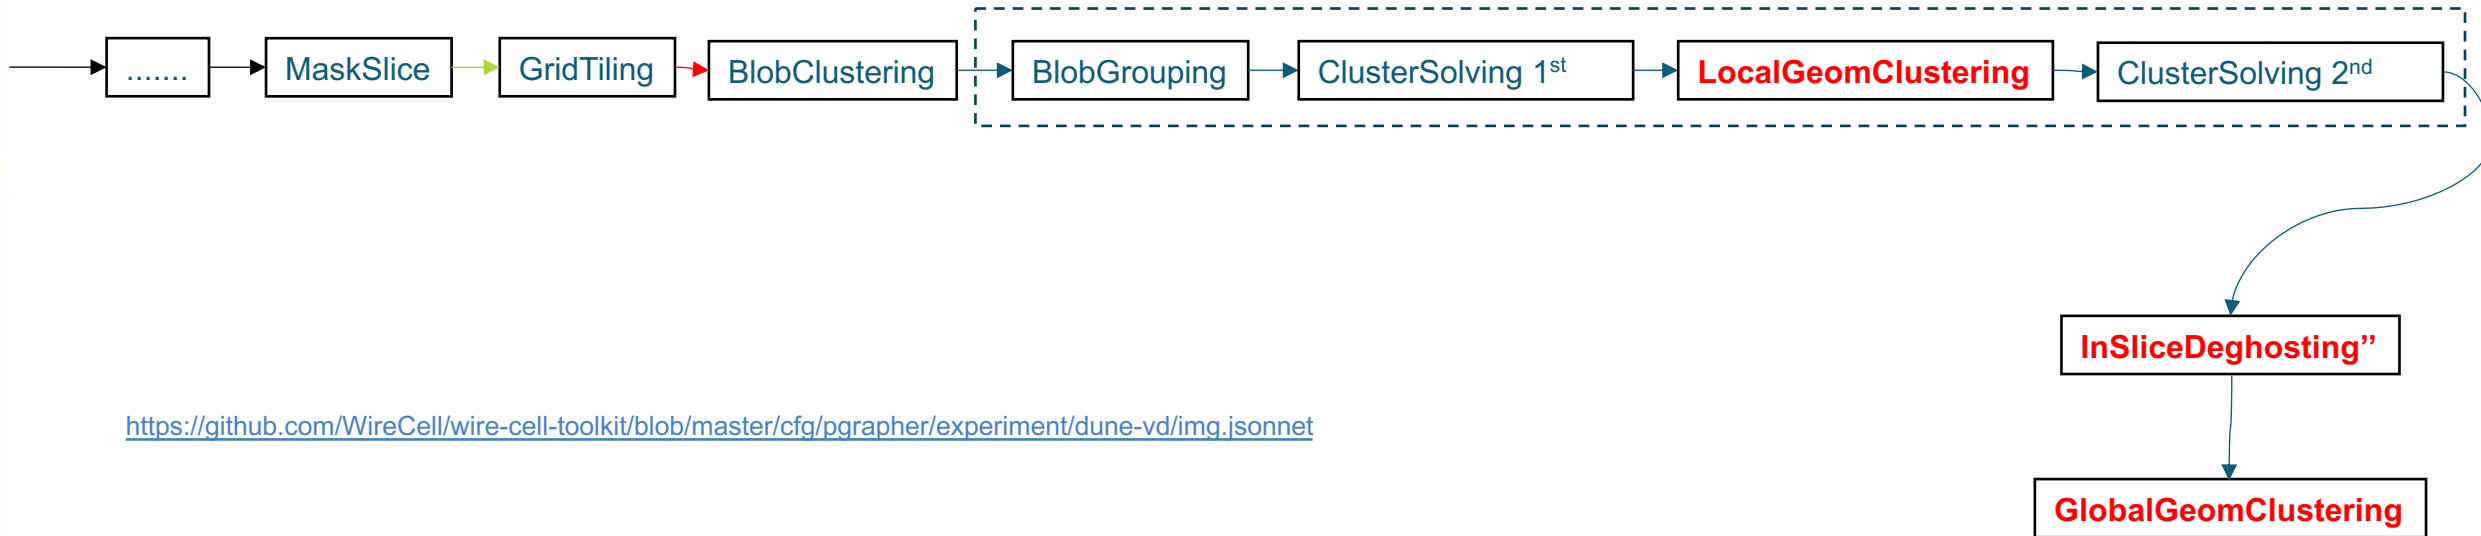 .......
MaskSlice
GridTiling
BlobClustering
BlobGrouping
ClusterSolving 1st
LocalGeomClustering
ClusterSolving 2nd
InSliceDeghosting’’
https://github.com/WireCell/wire-cell-toolkit/blob/master/cfg/pgrapher/experiment/dune-vd/img.jsonnet
GlobalGeomClustering